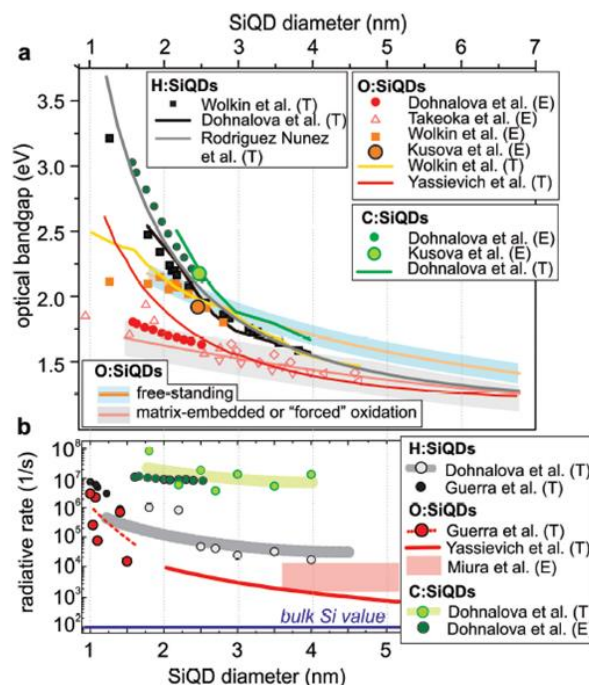 SiQD diameter (nm)
1 2 3 4 5 6 7
a
H:SiQDs
Wolkin et al. (T)
Dohnalova et al. (T)
Rodriguez Nunez
et al. (T)
O:SiQDs
Dohnalova et al. (E)
Takeoka et al. (E)
Wolkin et al. (E)
Kusova et al. (E)
Wolkin et al. (T)
Yassievich et al. (T)
C:SiQDs
Dohnalova et al. (E)
Kusova et al. (E)
Dohnalova et al. (T)
optical bandgap (eV)
3.5
3.0
2.5
2.0
1.5
O:SiQDs
free-standing
matrix-embedded or "forced" oxidation
b
radiative rate (1/s)
10⁸
10⁷
10⁶
10⁵
10⁴
10³
10²
bulk Si value
1 2 3 4 5
SiQD diameter (nm)
H:SiQDs
Dohnalova et al. (T)
Guerra et al. (T)
O:SiQDs
Guerra et al. (T)
Yassievich et al. (T)
Miura et al. (E)
C:SiQDs
Dohnalova et al. (T)
Dohnalova et al. (E)